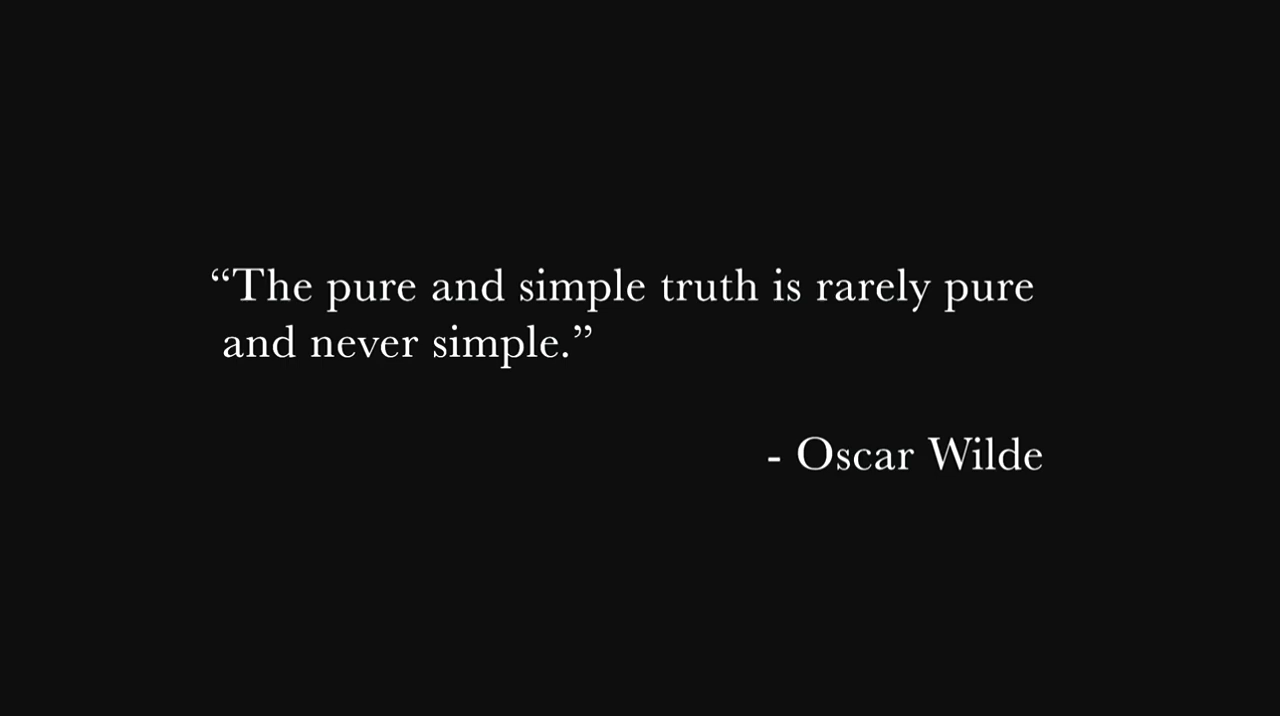 “The pure and simple truth is rarely pure
and never simple.”
- Oscar Wilde